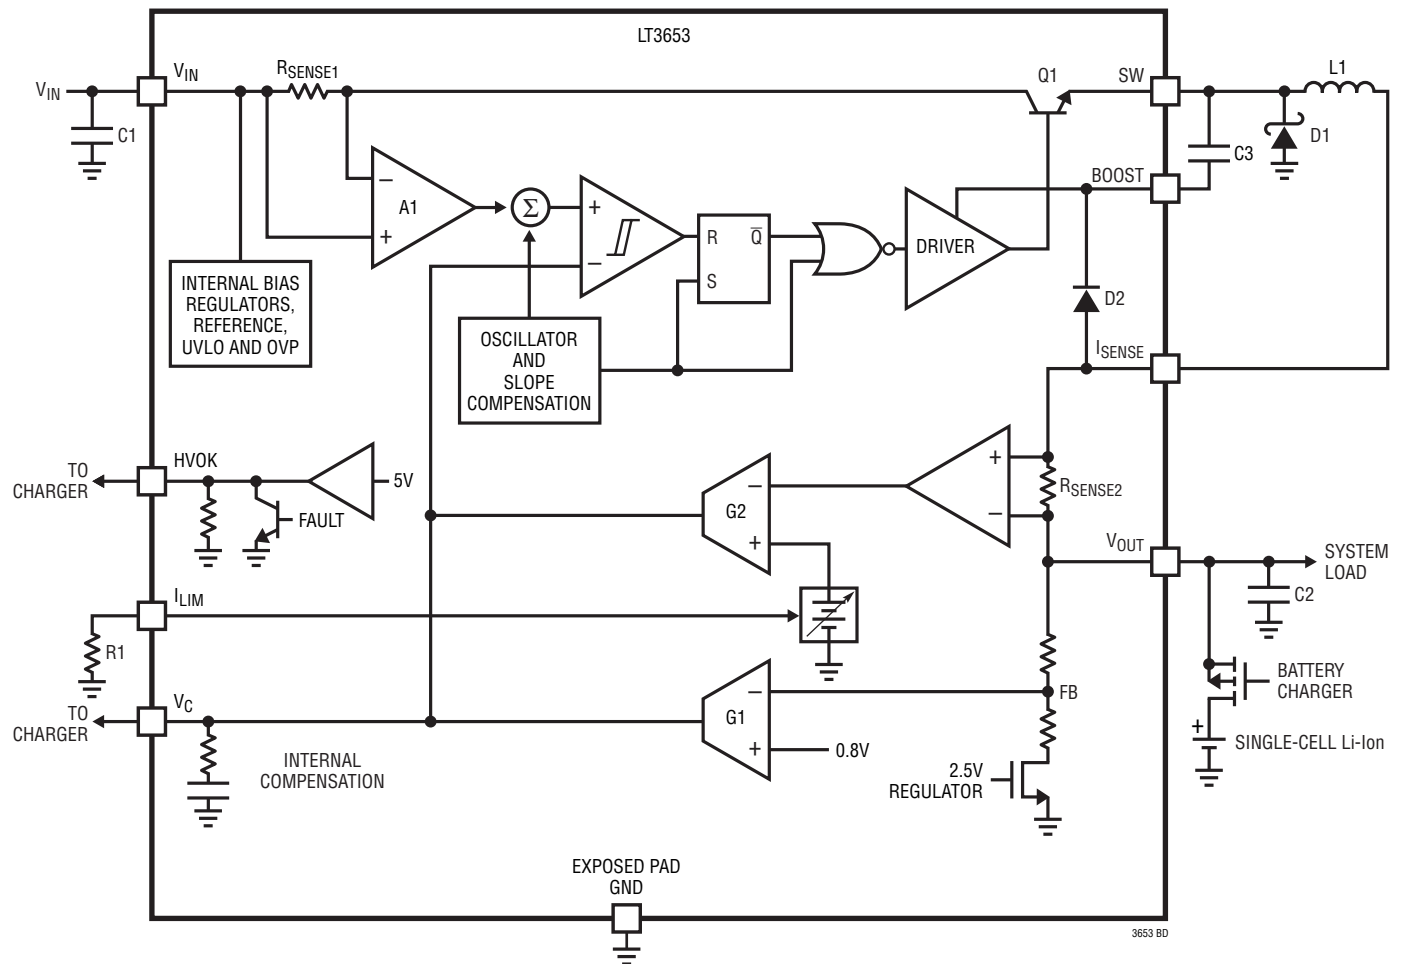 LT3653
VIN
VIN
RSENSE1
Q1
SW
L1
C1
C3
D1
BOOST
−
A1
+
Σ
+
−
R
Q̅
S
DRIVER
D2
INTERNAL BIAS
REGULATORS,
REFERENCE,
UVLO AND OVP
OSCILLATOR
AND
SLOPE
COMPENSATION
ISENSE
HVOK
TO
CHARGER
5V
FAULT
−
G2
+
+
−
RSENSE2
VOUT
SYSTEM
LOAD
C2
ILIM
R1
BATTERY
CHARGER
+
SINGLE-CELL Li-Ion
VC
TO
CHARGER
INTERNAL
COMPENSATION
−
G1
+
0.8V
FB
2.5V
REGULATOR
EXPOSED PAD
GND
3653 BD